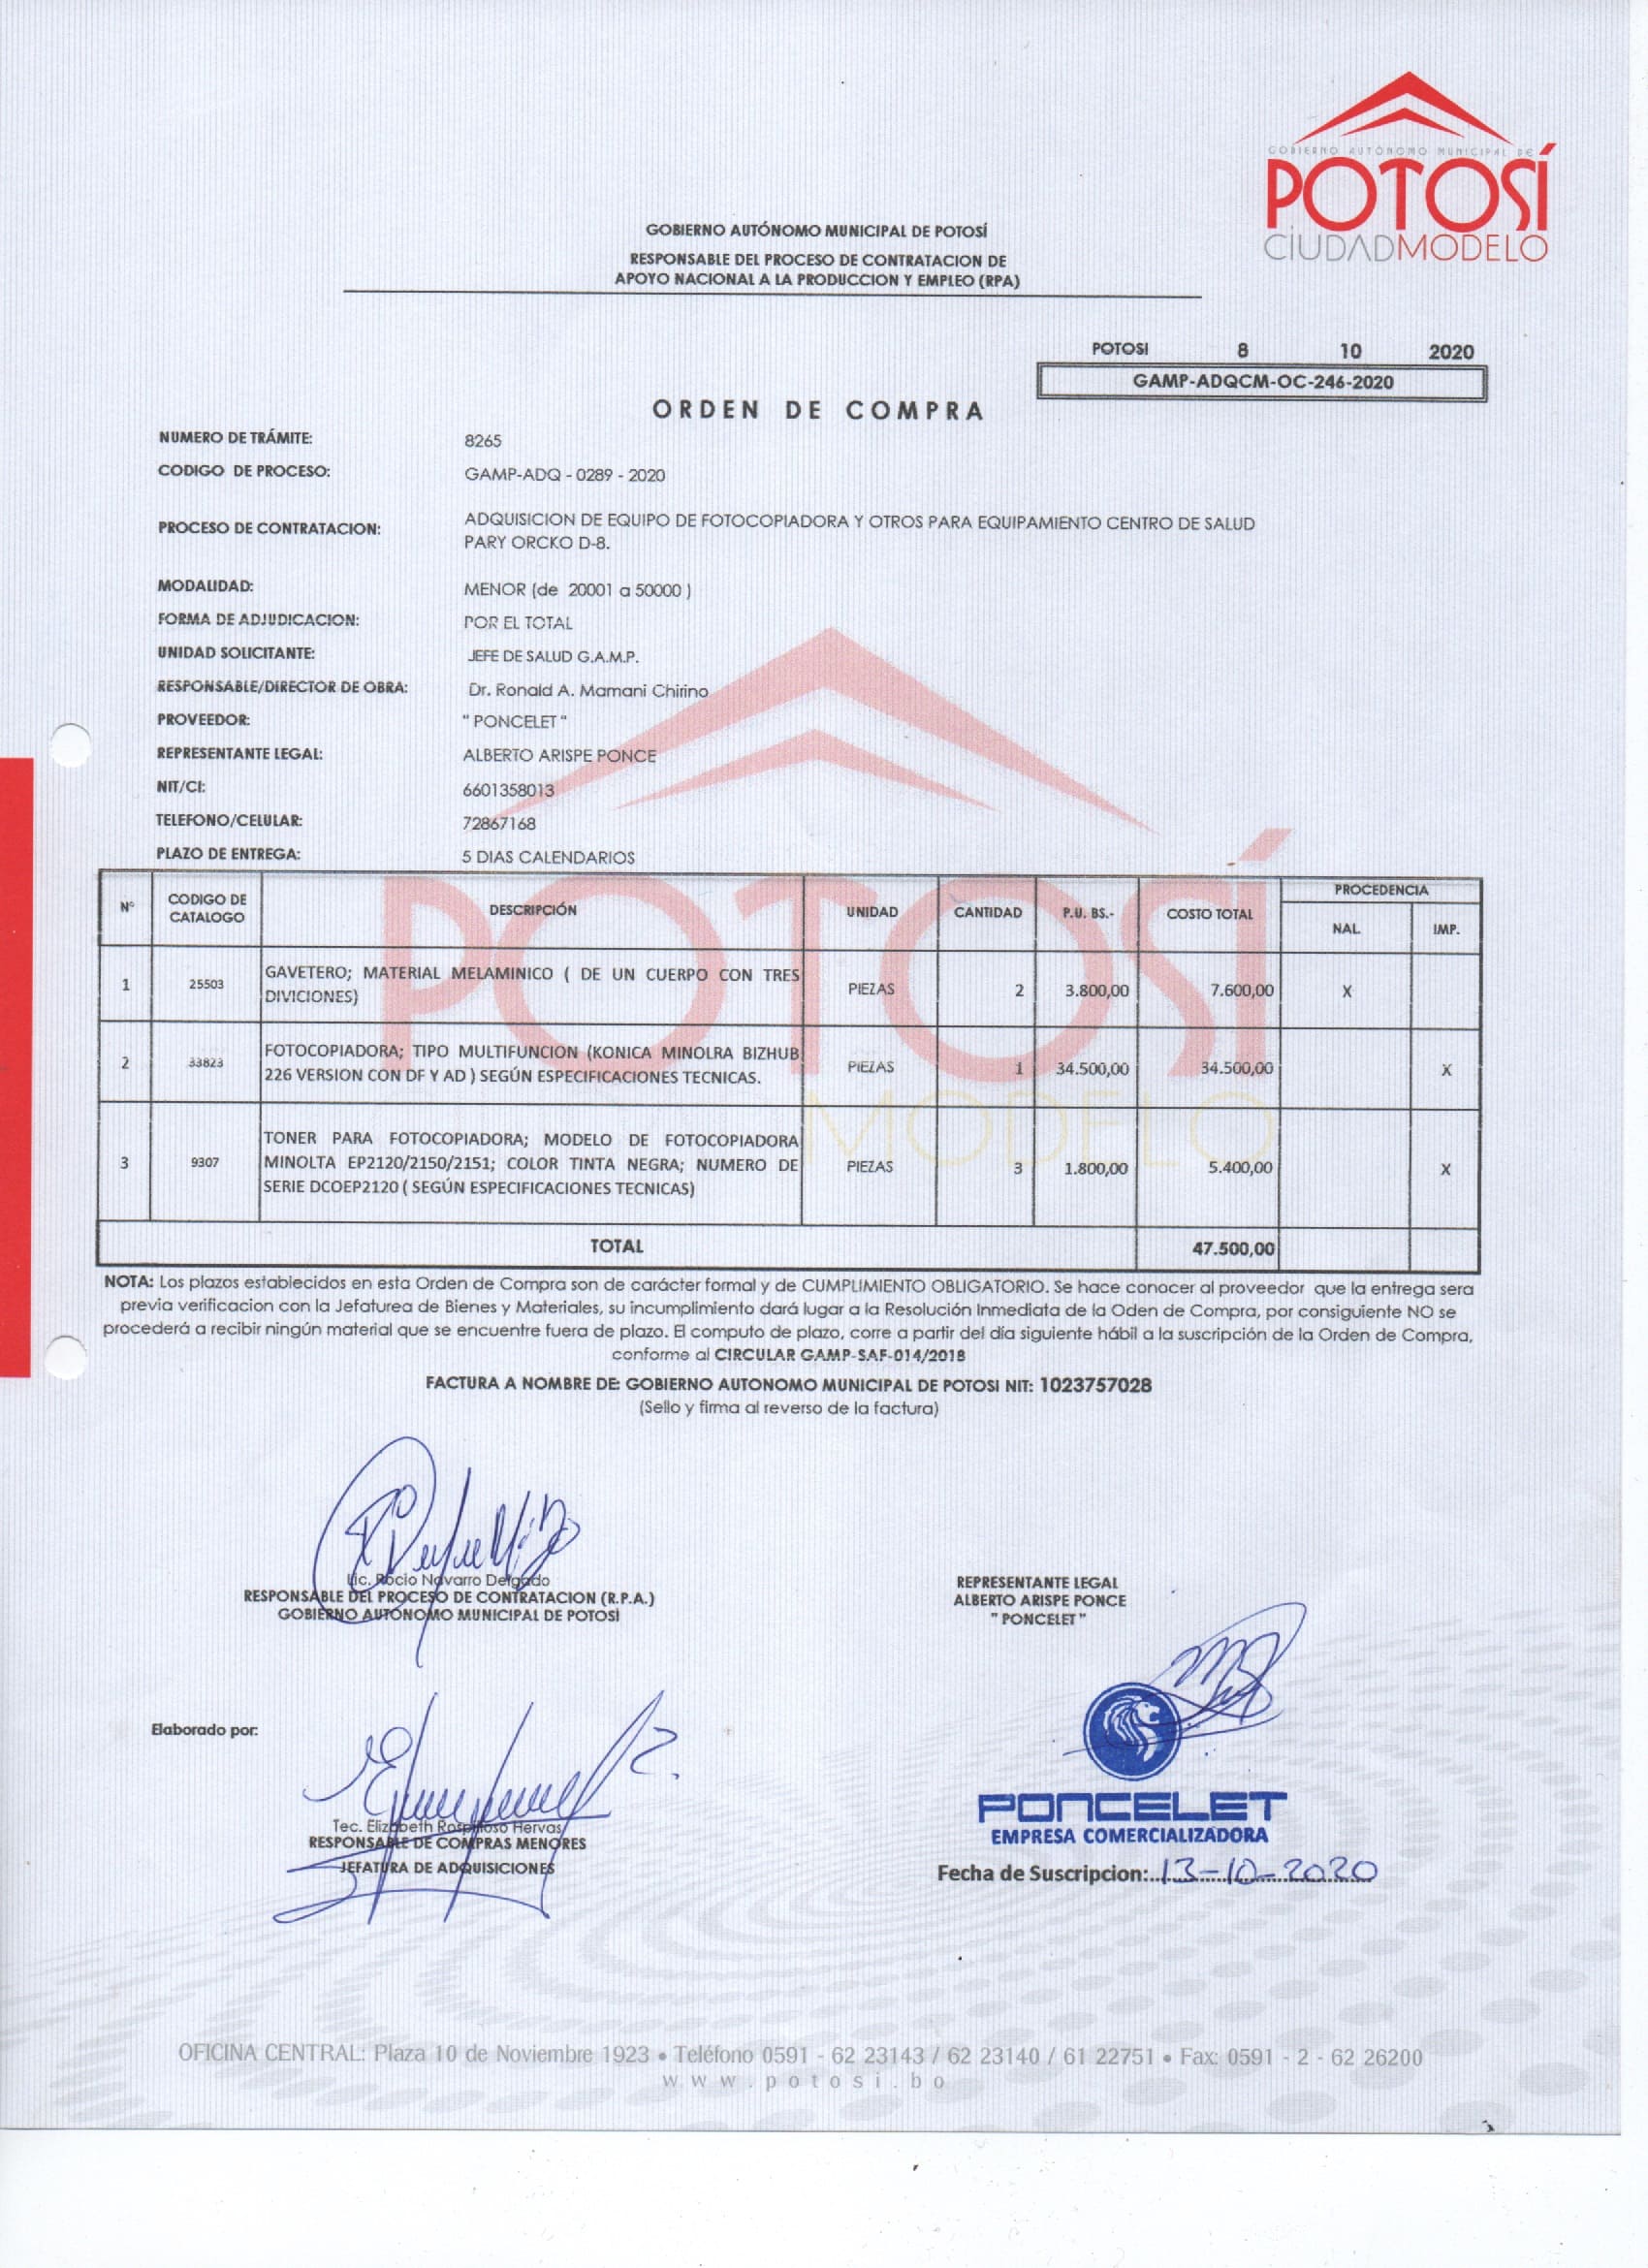 GOBIERNO AUTÓNOMO MUNICIPAL DE
POTOSÍ
CIUDADMODELO
GOBIERNO AUTÓNOMO MUNICIPAL DE POTOSÍ
RESPONSABLE DEL PROCESO DE CONTRATACION DE
APOYO NACIONAL A LA PRODUCCION Y EMPLEO (RPA)
POTOSI 8 10 2020
GAMP-ADQCM-OC-246-2020
ORDEN DE COMPRA
NUMERO DE TRÁMITE: 8265
CODIGO DE PROCESO: GAMP-ADQ - 0289 - 2020
PROCESO DE CONTRATACION: ADQUISICION DE EQUIPO DE FOTOCOPIADORA Y OTROS PARA EQUIPAMIENTO CENTRO DE SALUD
PARY ORCKO D-8.
MODALIDAD: MENOR (de 20001 a 50000 )
FORMA DE ADJUDICACION: POR EL TOTAL
UNIDAD SOLICITANTE: JEFE DE SALUD G.A.M.P.
RESPONSABLE/DIRECTOR DE OBRA: Dr. Ronald A. Mamani Chirino
PROVEEDOR: " PONCELET "
REPRESENTANTE LEGAL: ALBERTO ARISPE PONCE
NIT/CI: 6601358013
TELEFONO/CELULAR: 72867168
PLAZO DE ENTREGA: 5 DIAS CALENDARIOS
POTOSÍ
MODELO
N° CODIGO DE CATALOGO DESCRIPCIÓN UNIDAD CANTIDAD P.U. BS.- COSTO TOTAL PROCEDENCIA
NAL IMP.
1 25503 GAVETERO; MATERIAL MELAMINICO ( DE UN CUERPO CON TRES
DIVICIONES) PIEZAS 2 3.800,00 7.600,00 X
2 33823 FOTOCOPIADORA; TIPO MULTIFUNCION (KONICA MINOLRA BIZHUB
226 VERSION CON DF Y AD ) SEGÚN ESPECIFICACIONES TECNICAS. PIEZAS 1 34.500,00 34.500,00 X
TONER PARA FOTOCOPIADORA; MODELO DE FOTOCOPIADORA
3 9307 MINOLTA EP2120/2150/2151; COLOR TINTA NEGRA; NUMERO DE PIEZAS 3 1.800,00 5.400,00 X
SERIE DCOEP2120 ( SEGÚN ESPECIFICACIONES TECNICAS)
TOTAL 47.500,00
NOTA: Los plazos establecidos en esta Orden de Compra son de carácter formal y de CUMPLIMIENTO OBLIGATORIO. Se hace conocer al proveedor que la entrega sera
previa verificacion con la Jefaturea de Bienes y Materiales, su incumplimiento dará lugar a la Resolución Inmediata de la Oden de Compra, por consiguiente NO se
procederá a recibir ningún material que se encuentre fuera de plazo. El computo de plazo, corre a partir del día siguiente hábil a la suscripción de la Orden de Compra,
conforme al CIRCULAR GAMP-SAF-014/2018
FACTURA A NOMBRE DE: GOBIERNO AUTONOMO MUNICIPAL DE POTOSI NIT: 1023757028
(Sello y firma al reverso de la factura)
Lic. Rocio Navarro Delgado
RESPONSABLE DEL PROCESO DE CONTRATACION (R.P.A.)
GOBIERNO AUTÓNOMO MUNICIPAL DE POTOSÍ
REPRESENTANTE LEGAL
ALBERTO ARISPE PONCE
" PONCELET "
Elaborado por:
Tec. Elizabeth Rospilloso Hervas
RESPONSABLE DE COMPRAS MENORES
JEFATURA DE ADQUISICIONES
PONCELET
EMPRESA COMERCIALIZADORA
Fecha de Suscripcion: 13-10-2020
OFICINA CENTRAL: Plaza 10 de Noviembre 1923 • Teléfono 0591 - 62 23143 / 62 23140 / 61 22751 • Fax: 0591 - 2 - 62 26200
www.potosi.bo